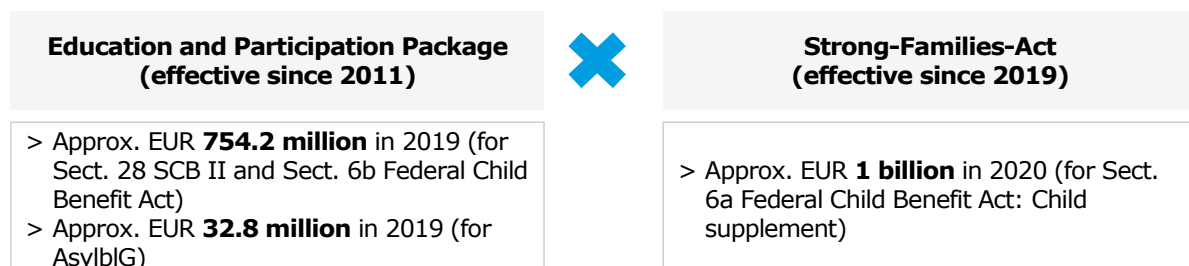 Education and Participation Package
(effective since 2011)
Strong-Families-Act
(effective since 2019)
> Approx. EUR 754.2 million in 2019 (for
Sect. 28 SCB II and Sect. 6b Federal Child
Benefit Act)
> Approx. EUR 32.8 million in 2019 (for
AsylblG)
> Approx. EUR 1 billion in 2020 (for Sect.
6a Federal Child Benefit Act: Child
supplement)